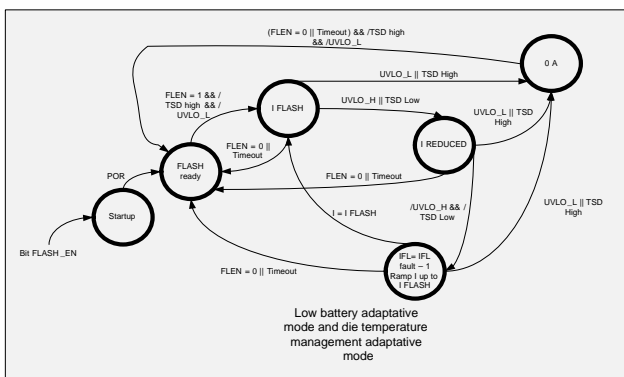 (FLEN = 0 || Timeout) && /TSD high
&& /UVLO_L
0 A
UVLO_L || TSD High
FLEN = 1 && /
TSD high && /
UVLO_L
I FLASH
UVLO_H || TSD Low
UVLO_L || TSD
High
I REDUCED
FLEN = 0 ||
Timeout
FLASH
ready
POR
FLEN = 0 || Timeout
Startup
I = I FLASH
/UVLO_H && /
TSD Low
UVLO_L || TSD
High
Bit FLASH _EN
FLEN = 0 || Timeout
IFL= IFL
fault – 1
Ramp I up to
I FLASH
Low battery adaptative
mode and die temperature
management adaptative
mode